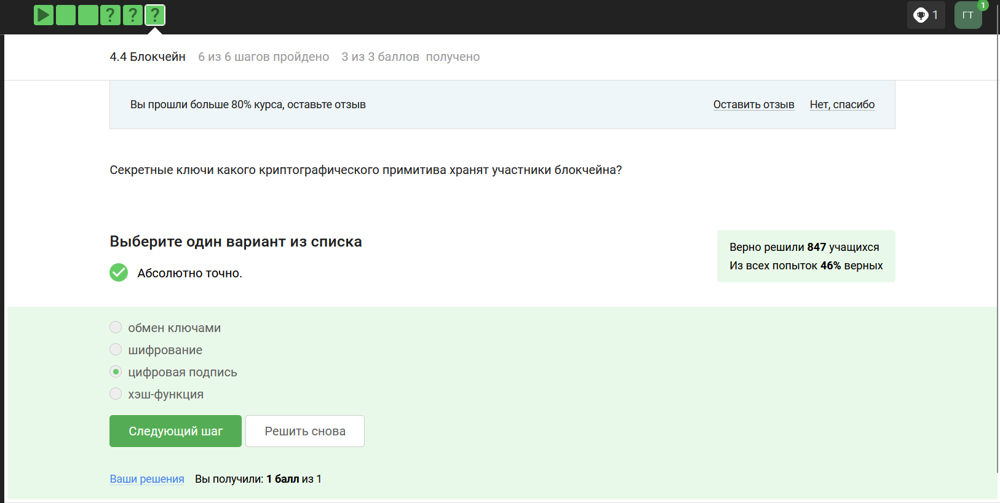 ? ? ?
1
ГТ
1
4.4 Блокчейн 6 из 6 шагов пройдено 3 из 3 баллов получено
Вы прошли больше 80% курса, оставьте отзыв Оставить отзыв Нет, спасибо
Секретные ключи какого криптографического примитива хранят участники блокчейна?
Выберите один вариант из списка
Абсолютно точно.
Верно решили 847 учащихся
Из всех попыток 46% верных
обмен ключами
шифрование
цифровая подпись
хэш-функция
Следующий шаг Решить снова
Ваши решения Вы получили: 1 балл из 1